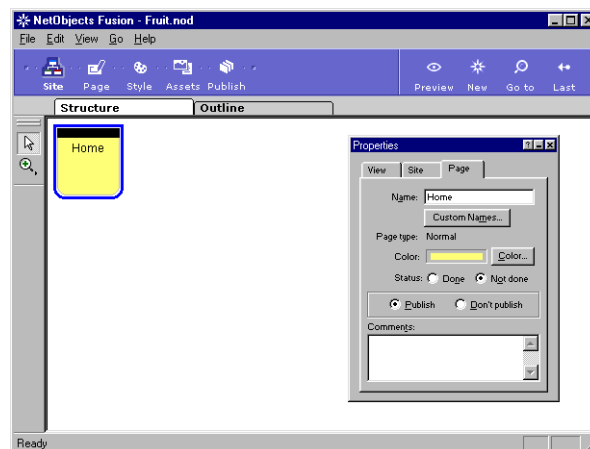 NetObjects Fusion - Fruit.nod
File Edit View Go Help
Site Page Style Assets Publish Preview New Go to Last
Structure Outline
Home
Properties
View Site Page
Name: Home
Custom Names...
Page type: Normal
Color: Color...
Status: Done Not done
Publish Don't publish
Comments:
Ready